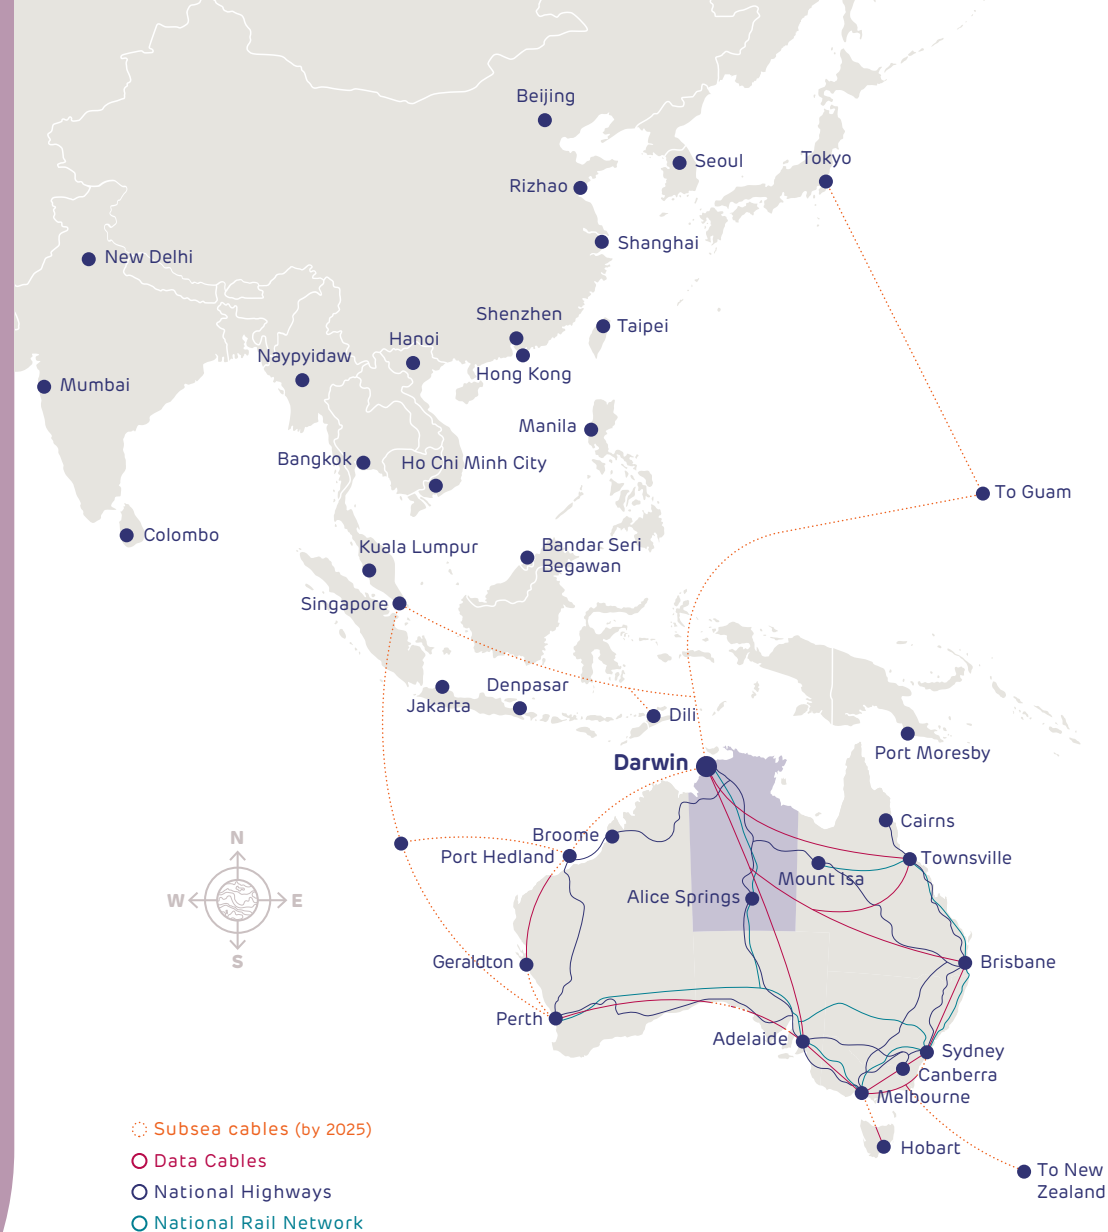 Beijing
Seoul
Tokyo
Rizhao
Shanghai
New Delhi
Shenzhen
Taipei
Hanoi
Naypyidaw
Hong Kong
Mumbai
Manila
Bangkok
Ho Chi Minh City
To Guam
Colombo
Kuala Lumpur
Bandar Seri
Begawan
Singapore
Denpasar
Jakarta
Dili
Port Moresby
Darwin
Cairns
Broome
Port Hedland
Townsville
Mount Isa
Alice Springs
N
W
E
S
Geraldton
Brisbane
Perth
Adelaide
Sydney
Canberra
Melbourne
Hobart
To New
Zealand
Subsea cables (by 2025)
Data Cables
National Highways
National Rail Network